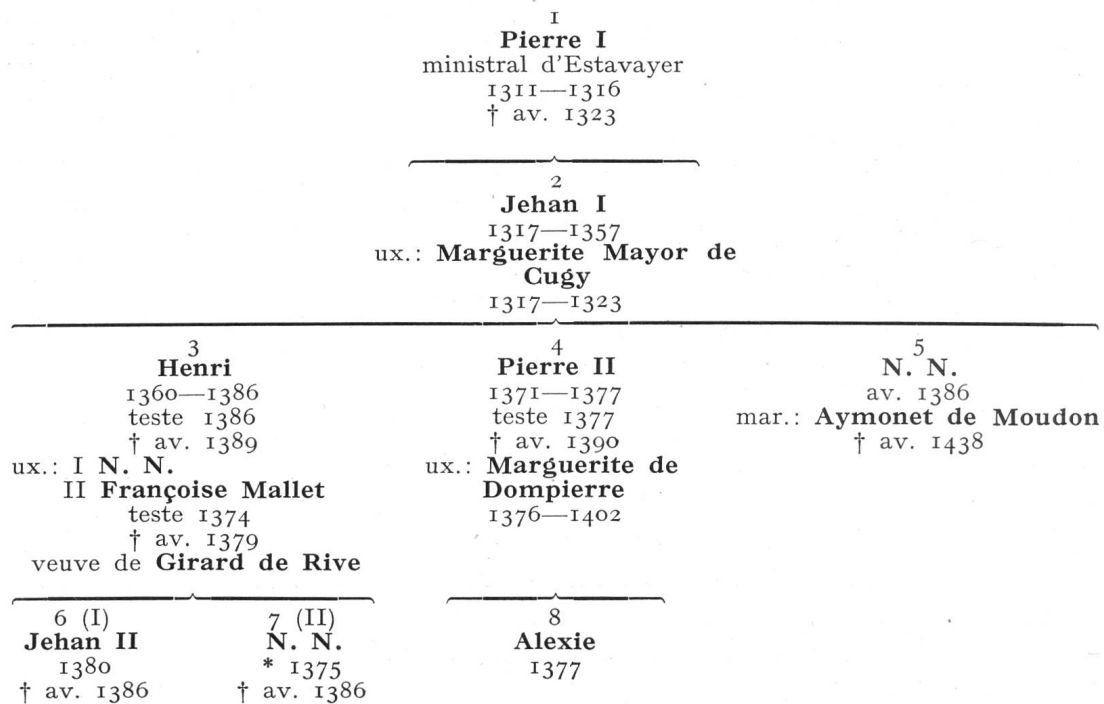 1
Pierre I
ministral d'Estavayer
1311—1316
† av. 1323
2
Jehan I
1317—1357
ux.: Marguerite Mayor de
Cugy
1317—1323
3
Henri
1360—1386
teste 1386
† av. 1389
ux.: I N. N.
II Françoise Mallet
teste 1374
† av. 1379
veuve de Girard de Rive
4
Pierre II
1371—1377
teste 1377
† av. 1390
ux.: Marguerite de
Dompierre
1376—1402
5
N. N.
av. 1386
mar.: Aymonet de Moudon
† av. 1438
6 (I)
Jehan II
1380
† av. 1386
7 (II)
N. N.
* 1375
† av. 1386
8
Alexie
1377